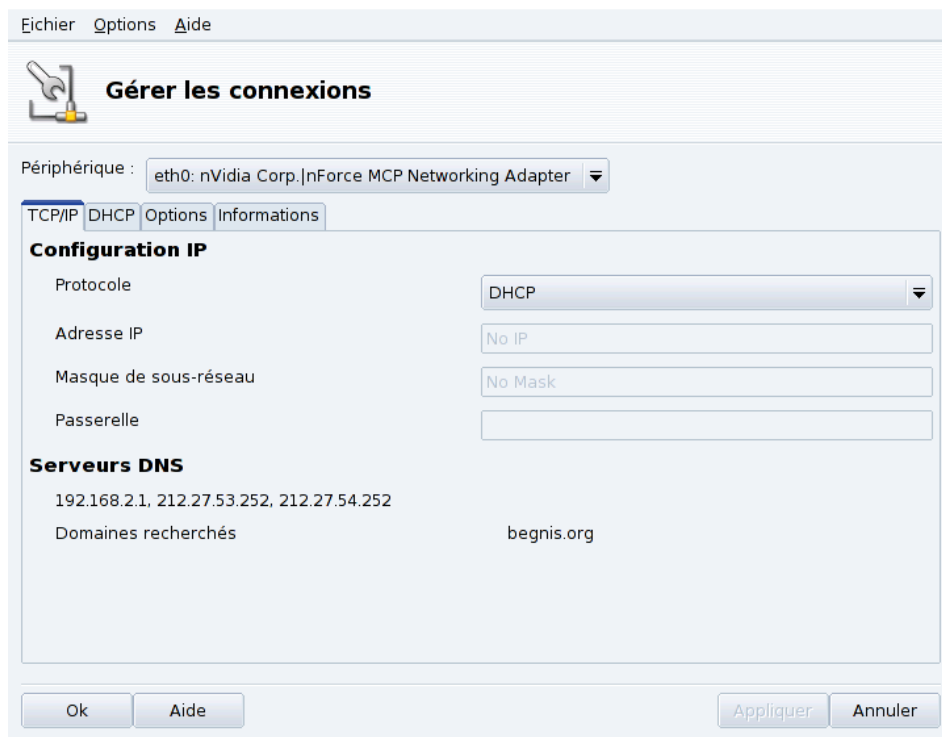 Fichier Options Aide
Gérer les connexions
Périphérique : eth0: nVidia Corp.|nForce MCP Networking Adapter
TCP/IP DHCP Options Informations
Configuration IP
Protocole DHCP
Adresse IP No IP
Masque de sous-réseau No Mask
Passerelle
Serveurs DNS
192.168.2.1, 212.27.53.252, 212.27.54.252
Domaines recherchés begnis.org
Ok Aide Appliquer Annuler